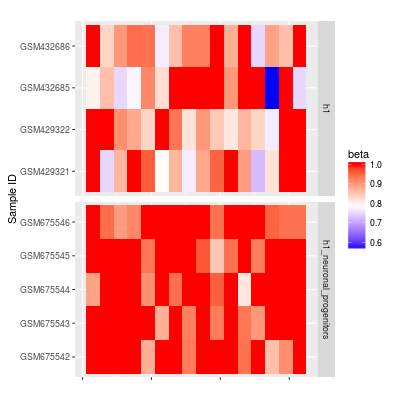 GSM432686
GSM432685
GSM429322
GSM429321
h1
GSM675546
GSM675545
GSM675544
GSM675543
GSM675542
h1_neuronal_progenitors
Sample ID
beta
1.0
0.9
0.8
0.7
0.6